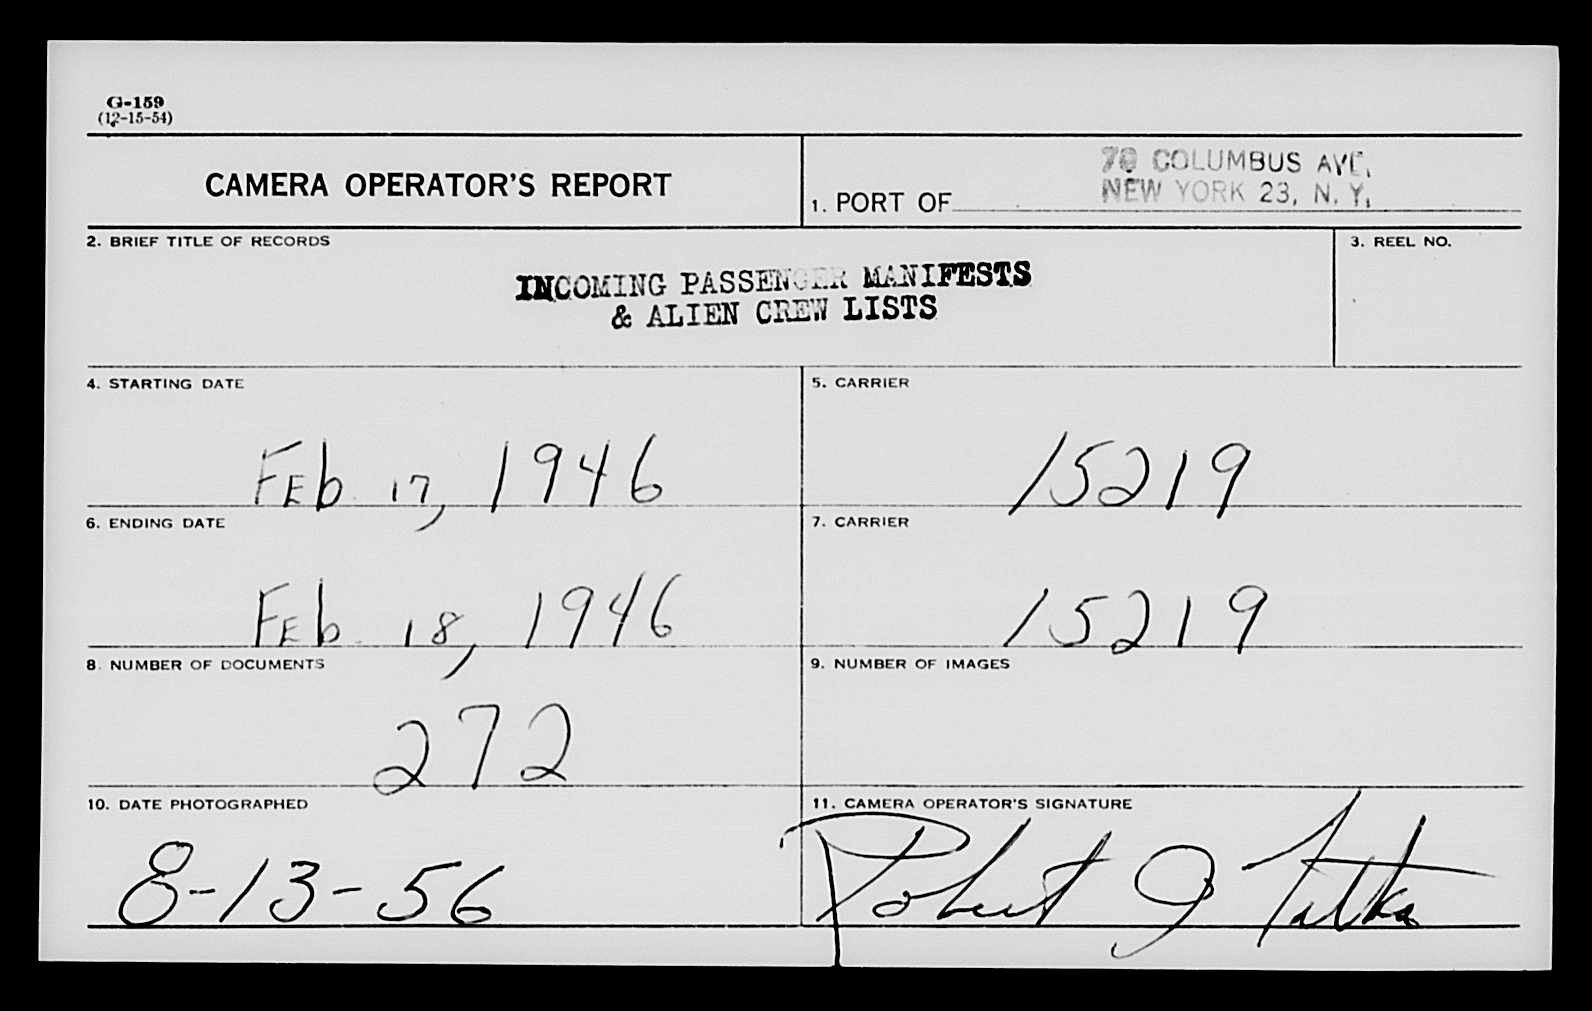 G-159
(12-15-54)
CAMERA OPERATOR'S REPORT
70 COLUMBUS AVE,
NEW YORK 23, N. Y.
1. PORT OF
2. BRIEF TITLE OF RECORDS
INCOMING PASSENGER MANIFESTS
& ALIEN CREW LISTS
3. REEL NO.
4. STARTING DATE
Feb 17, 1946
5. CARRIER
15219
6. ENDING DATE
Feb 18, 1946
7. CARRIER
15219
8. NUMBER OF DOCUMENTS
272
9. NUMBER OF IMAGES
10. DATE PHOTOGRAPHED
8-13-56
11. CAMERA OPERATOR'S SIGNATURE
Robert J